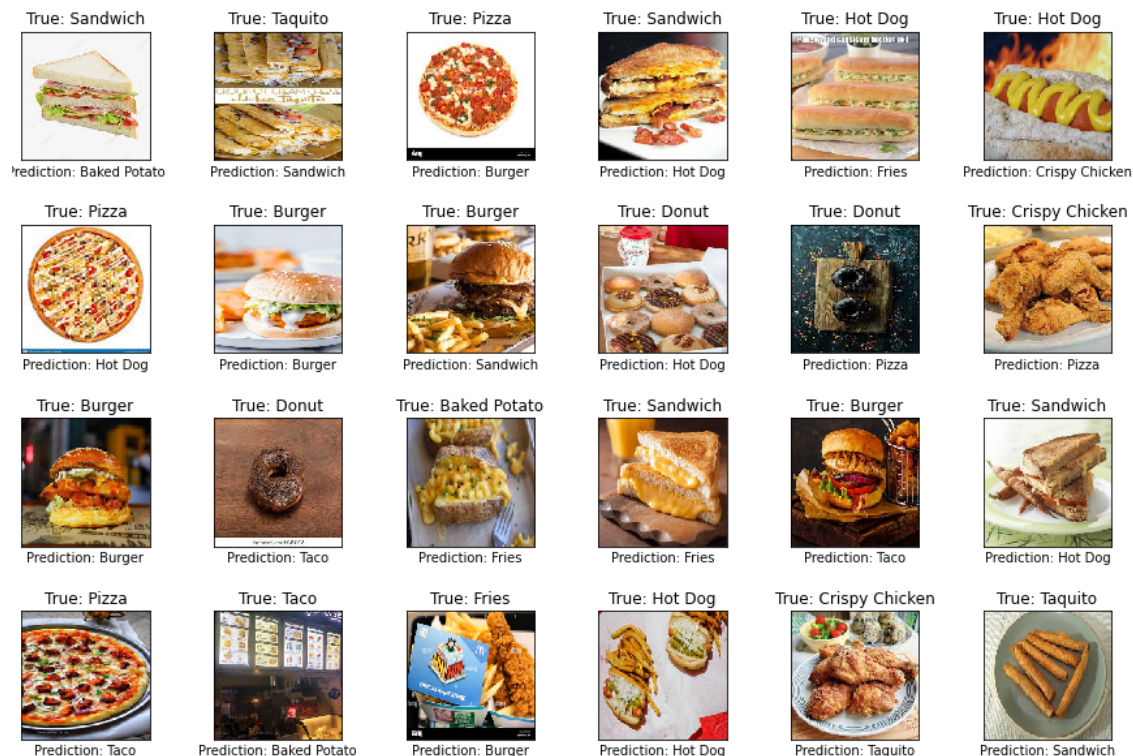 True: Sandwich
True: Taquito
True: Pizza
True: Sandwich
True: Hot Dog
True: Hot Dog
Prediction: Baked Potato
Prediction: Sandwich
Prediction: Burger
Prediction: Hot Dog
Prediction: Fries
Prediction: Crispy Chicken
True: Pizza
True: Burger
True: Burger
True: Donut
True: Donut
True: Crispy Chicken
Prediction: Hot Dog
Prediction: Burger
Prediction: Sandwich
Prediction: Hot Dog
Prediction: Pizza
Prediction: Pizza
True: Burger
True: Donut
True: Baked Potato
True: Sandwich
True: Burger
True: Sandwich
Prediction: Burger
Prediction: Taco
Prediction: Fries
Prediction: Fries
Prediction: Taco
Prediction: Hot Dog
True: Pizza
True: Taco
True: Fries
True: Hot Dog
True: Crispy Chicken
True: Taquito
Prediction: Taco
Prediction: Baked Potato
Prediction: Burger
Prediction: Hot Dog
Prediction: Taquito
Prediction: Sandwich